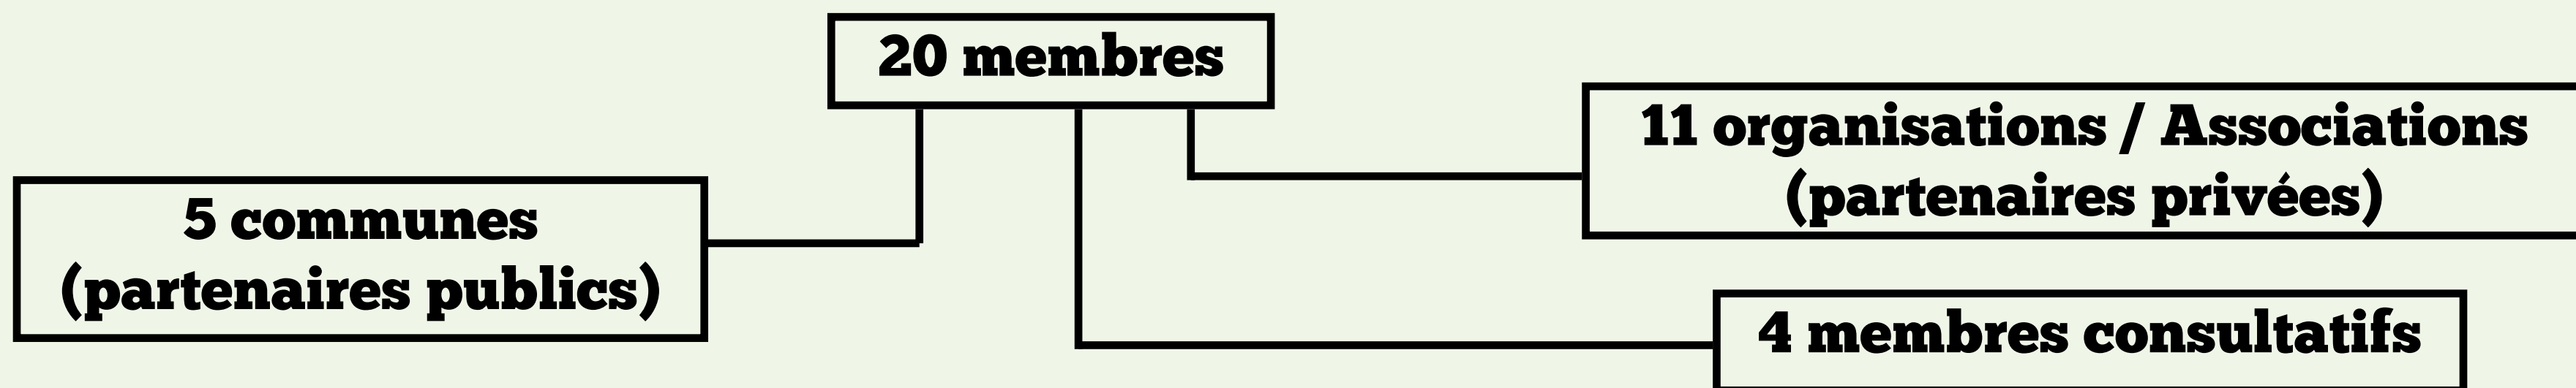 20 membres
11 organisations / Associations
(partenaires privées)
5 communes
(partenaires publics)
4 membres consultatifs